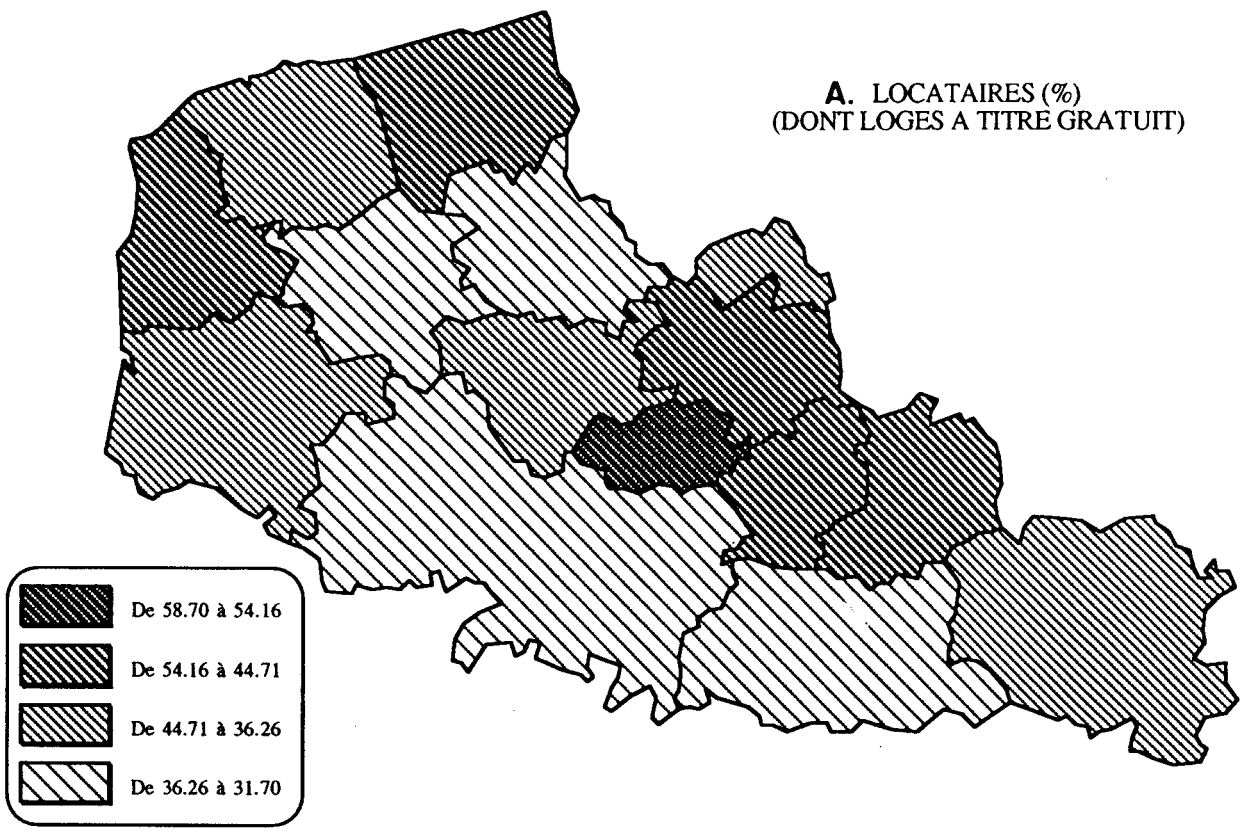 A. LOCATAIRES (%)
(DONT LOGES A TITRE GRATUIT)
De 58.70 à 54.16
De 54.16 à 44.71
De 44.71 à 36.26
De 36.26 à 31.70